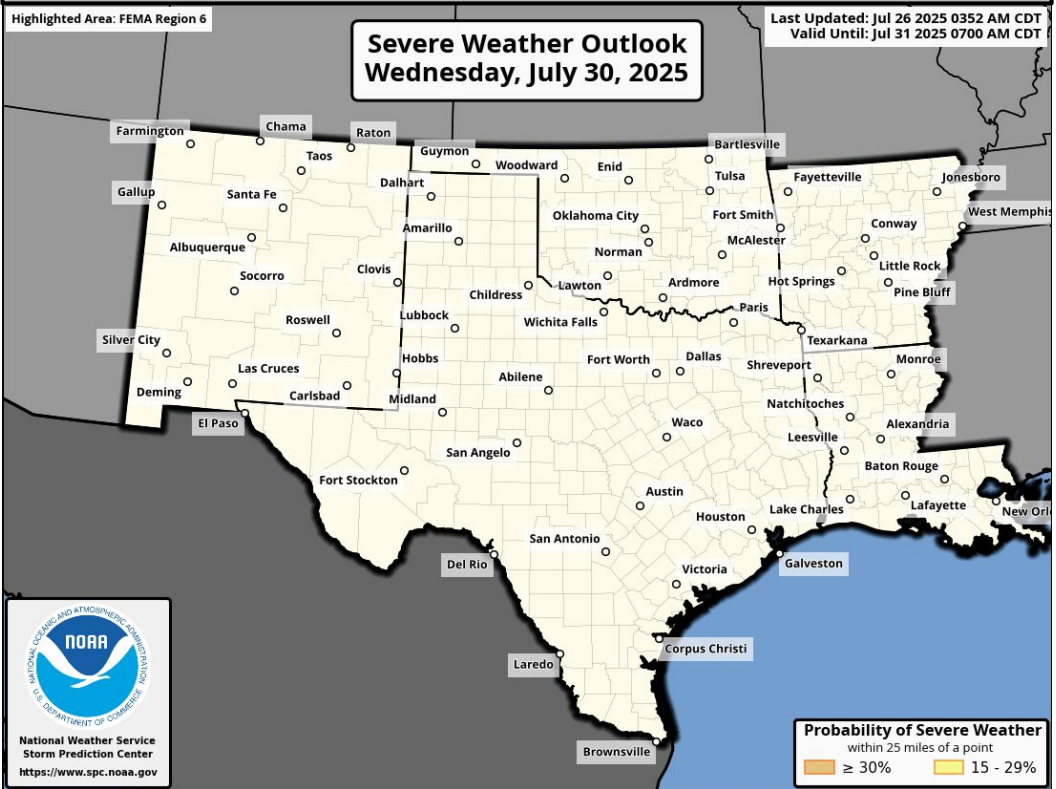 Highlighted Area: FEMA Region 6
Last Updated: Jul 26 2025 0352 AM CDT
Valid Until: Jul 31 2025 0700 AM CDT
Severe Weather Outlook
Wednesday, July 30, 2025
Farmington
Chama
Raton
Taos
Guymon
Woodward
Enid
Bartlesville
Tulsa
Fayetteville
Jonesboro
Gallup
Santa Fe
Dalhart
Amarillo
Oklahoma City
Fort Smith
West Memphis
Albuquerque
Norman
McAlester
Conway
Socorro
Clovis
Childress
Lawton
Ardmore
Hot Springs
Little Rock
Pine Bluff
Roswell
Lubbock
Wichita Falls
Paris
Texarkana
Silver City
Las Cruces
Hobbs
Fort Worth
Dallas
Shreveport
Monroe
Deming
Carlsbad
Midland
Abilene
Natchitoches
El Paso
San Angelo
Waco
Leesville
Alexandria
Fort Stockton
Austin
Baton Rouge
Houston
Lake Charles
Lafayette
New Orl
Del Rio
San Antonio
Galveston
Victoria
Laredo
Corpus Christi
Brownsville
NATIONAL OCEANIC AND ATMOSPHERIC ADMINISTRATION
NOAA
U.S. DEPARTMENT OF COMMERCE
National Weather Service
Storm Prediction Center
https://www.spc.noaa.gov
Probability of Severe Weather
within 25 miles of a point
≥ 30%
15 - 29%